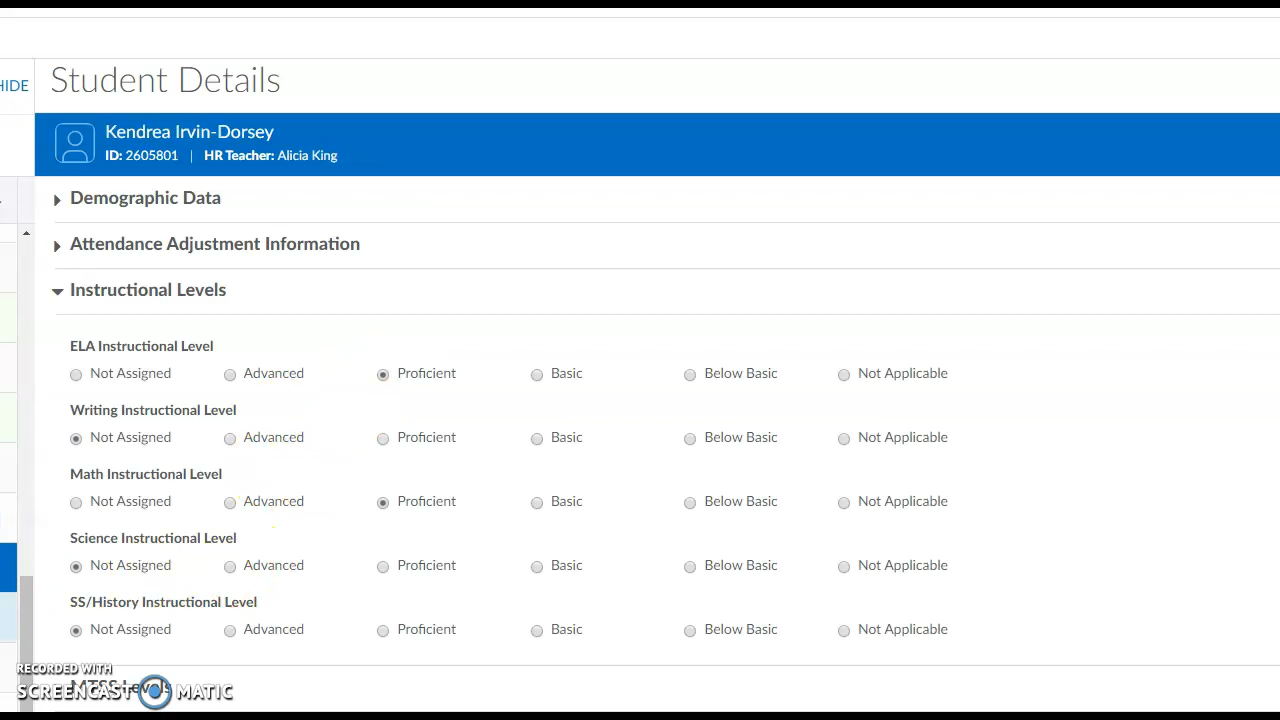 HIDE
Student Details
Kendrea Irvin-Dorsey
ID: 2605801 | HR Teacher: Alicia King
Demographic Data
Attendance Adjustment Information
Instructional Levels
ELA Instructional Level
Not Assigned Advanced Proficient Basic Below Basic Not Applicable
Writing Instructional Level
Not Assigned Advanced Proficient Basic Below Basic Not Applicable
Math Instructional Level
Not Assigned Advanced Proficient Basic Below Basic Not Applicable
Science Instructional Level
Not Assigned Advanced Proficient Basic Below Basic Not Applicable
SS/History Instructional Level
Not Assigned Advanced Proficient Basic Below Basic Not Applicable
MTSS Levels
RECORDED WITH
SCREENCAST MATIC